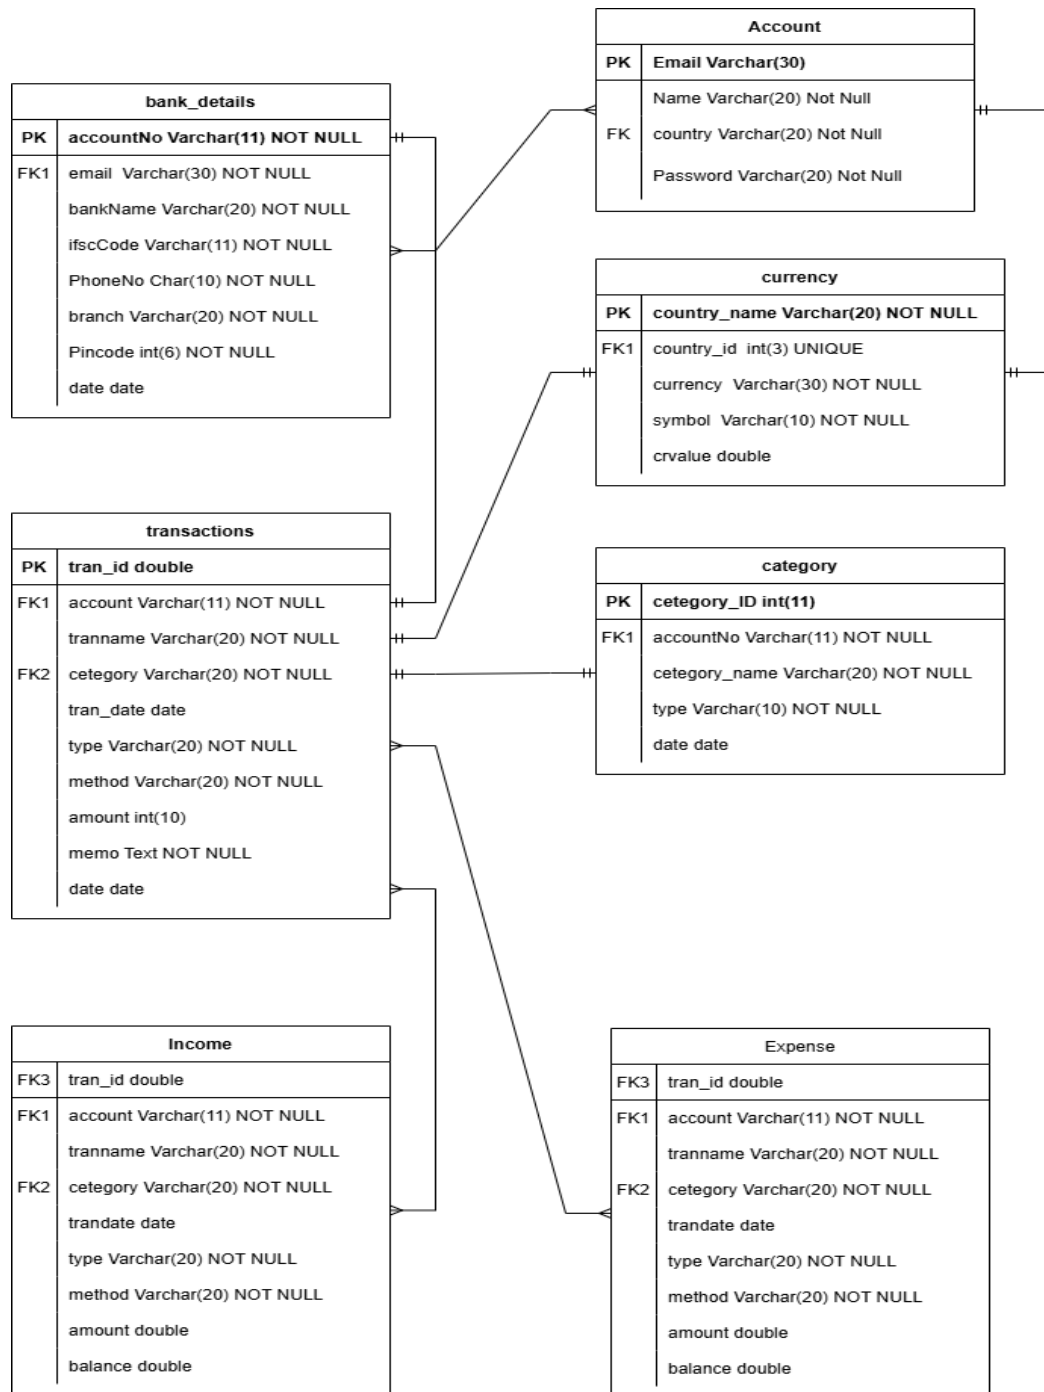 Account
PK Email Varchar(30)
Name Varchar(20) Not Null
FK country Varchar(20) Not Null
Password Varchar(20) Not Null
bank_details
PK accountNo Varchar(11) NOT NULL
FK1 email Varchar(30) NOT NULL
bankName Varchar(20) NOT NULL
ifscCode Varchar(11) NOT NULL
PhoneNo Char(10) NOT NULL
branch Varchar(20) NOT NULL
Pincode int(6) NOT NULL
date date
currency
PK country_name Varchar(20) NOT NULL
FK1 country_id int(3) UNIQUE
currency Varchar(30) NOT NULL
symbol Varchar(10) NOT NULL
crvalue double
transactions
PK tran_id double
FK1 account Varchar(11) NOT NULL
tranname Varchar(20) NOT NULL
FK2 cetegory Varchar(20) NOT NULL
tran_date date
type Varchar(20) NOT NULL
method Varchar(20) NOT NULL
amount int(10)
memo Text NOT NULL
date date
category
PK cetegory_ID int(11)
FK1 accountNo Varchar(11) NOT NULL
cetegory_name Varchar(20) NOT NULL
type Varchar(10) NOT NULL
date date
Income
FK3 tran_id double
FK1 account Varchar(11) NOT NULL
tranname Varchar(20) NOT NULL
FK2 cetegory Varchar(20) NOT NULL
trandate date
type Varchar(20) NOT NULL
method Varchar(20) NOT NULL
amount double
balance double
Expense
FK3 tran_id double
FK1 account Varchar(11) NOT NULL
tranname Varchar(20) NOT NULL
FK2 cetegory Varchar(20) NOT NULL
trandate date
type Varchar(20) NOT NULL
method Varchar(20) NOT NULL
amount double
balance double